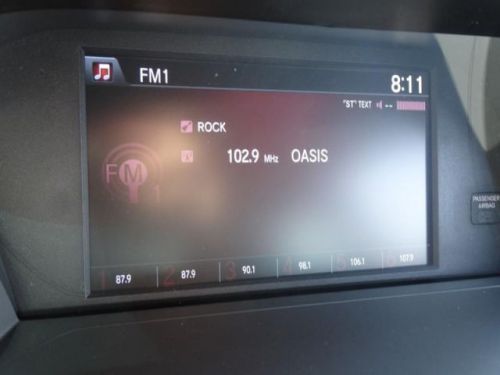 FM1 8:11
"ST" TEXT --
ROCK
102.9 MHz OASIS
FM 1
1 87.9 2 87.9 3 90.1 4 98.1 5 106.1 6 107.9
PASSENGER
AIRBAG